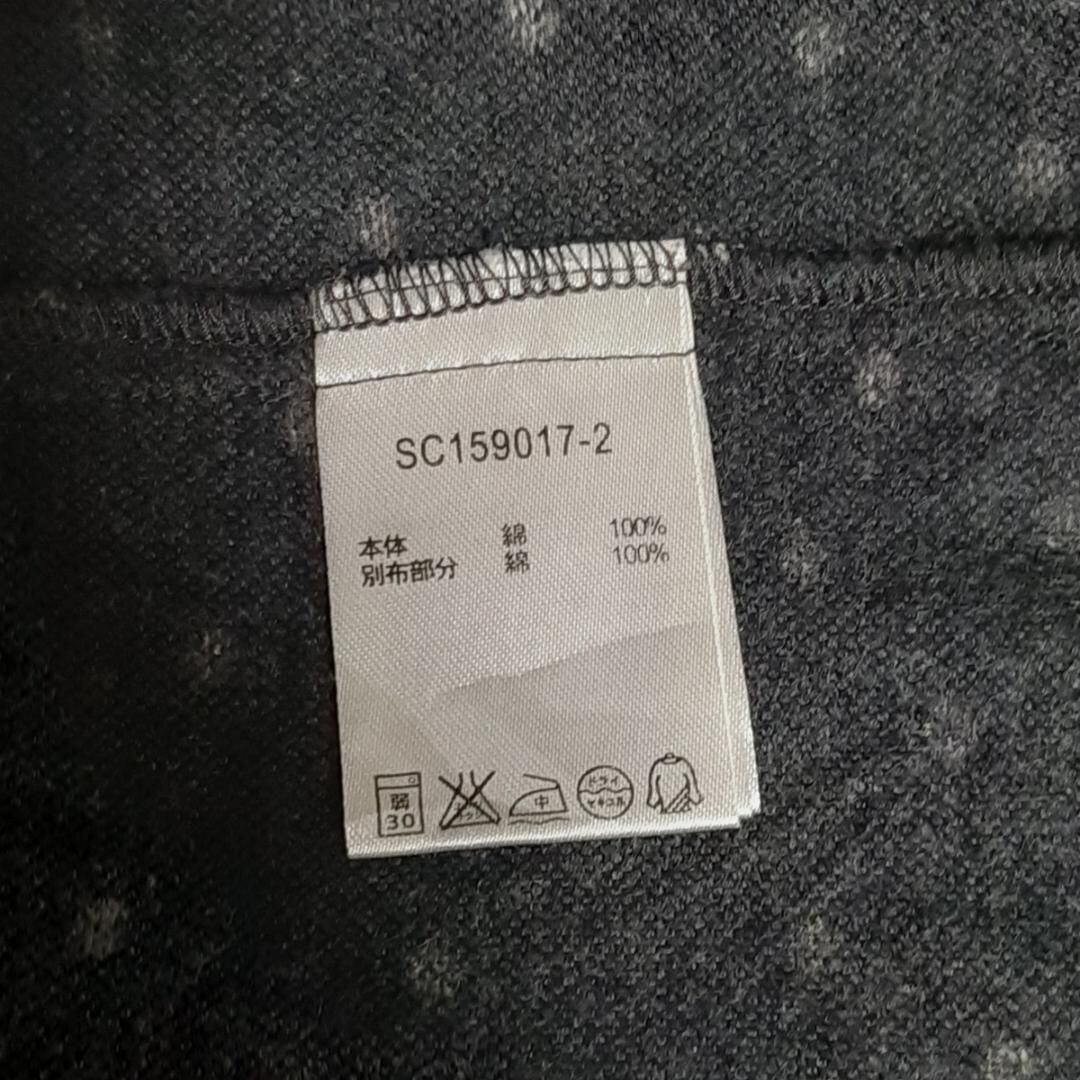 SC159017-2
本体 綿 100%
別布部分 綿 100%
弱 中 ドライ
30 セキユ系